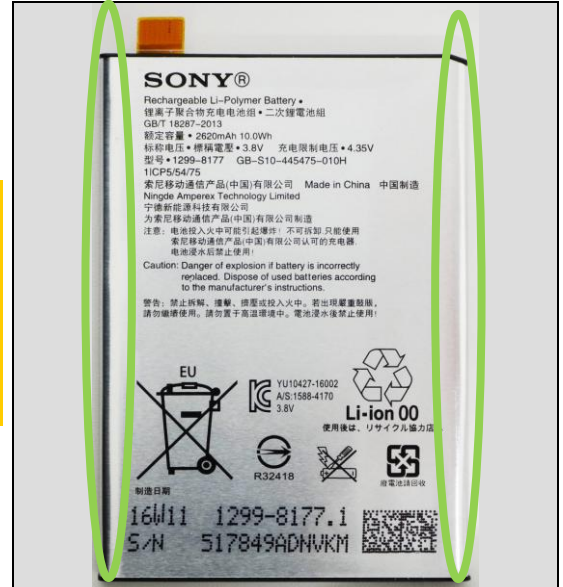 SONY®
Rechargeable Li-Polymer Battery •
锂离子聚合物充电电池组 • 二次鋰電池組
GB/T 18287-2013
额定容量 • 2620mAh 10.0Wh
标称电压 • 標稱電壓 • 3.8V 充电限制电压 • 4.35V
型号 • 1299-8177 GB-S10-445475-010H
1ICP5/54/75
索尼移动通信产品(中国)有限公司 Made in China 中国制造
Ningde Amperex Technology Limited
宁德新能源科技有限公司
为索尼移动通信产品(中国)有限公司制造
注意: 电池投入火中可能引起爆炸! 不可拆卸 只能使用
索尼移动通信产品(中国)有限公司认可的充电器.
电池浸水后禁止使用!
Caution: Danger of explosion if battery is incorrectly
replaced. Dispose of used batteries according
to the manufacturer's instructions.
警告: 禁止拆解、撞擊、擠壓或投入火中。若出現嚴重鼓脹，
請勿繼續使用。請勿置于高溫環境中。電池浸水後禁止使用!
EU
YU10427-16002
A/S:1588-4170
3.8V
Li-ion 00
使用後は、リサイクル協力店
R32418
廢電池請回收
制造日期
16W11 1299-8177.1
S/N 517849ADNVKM